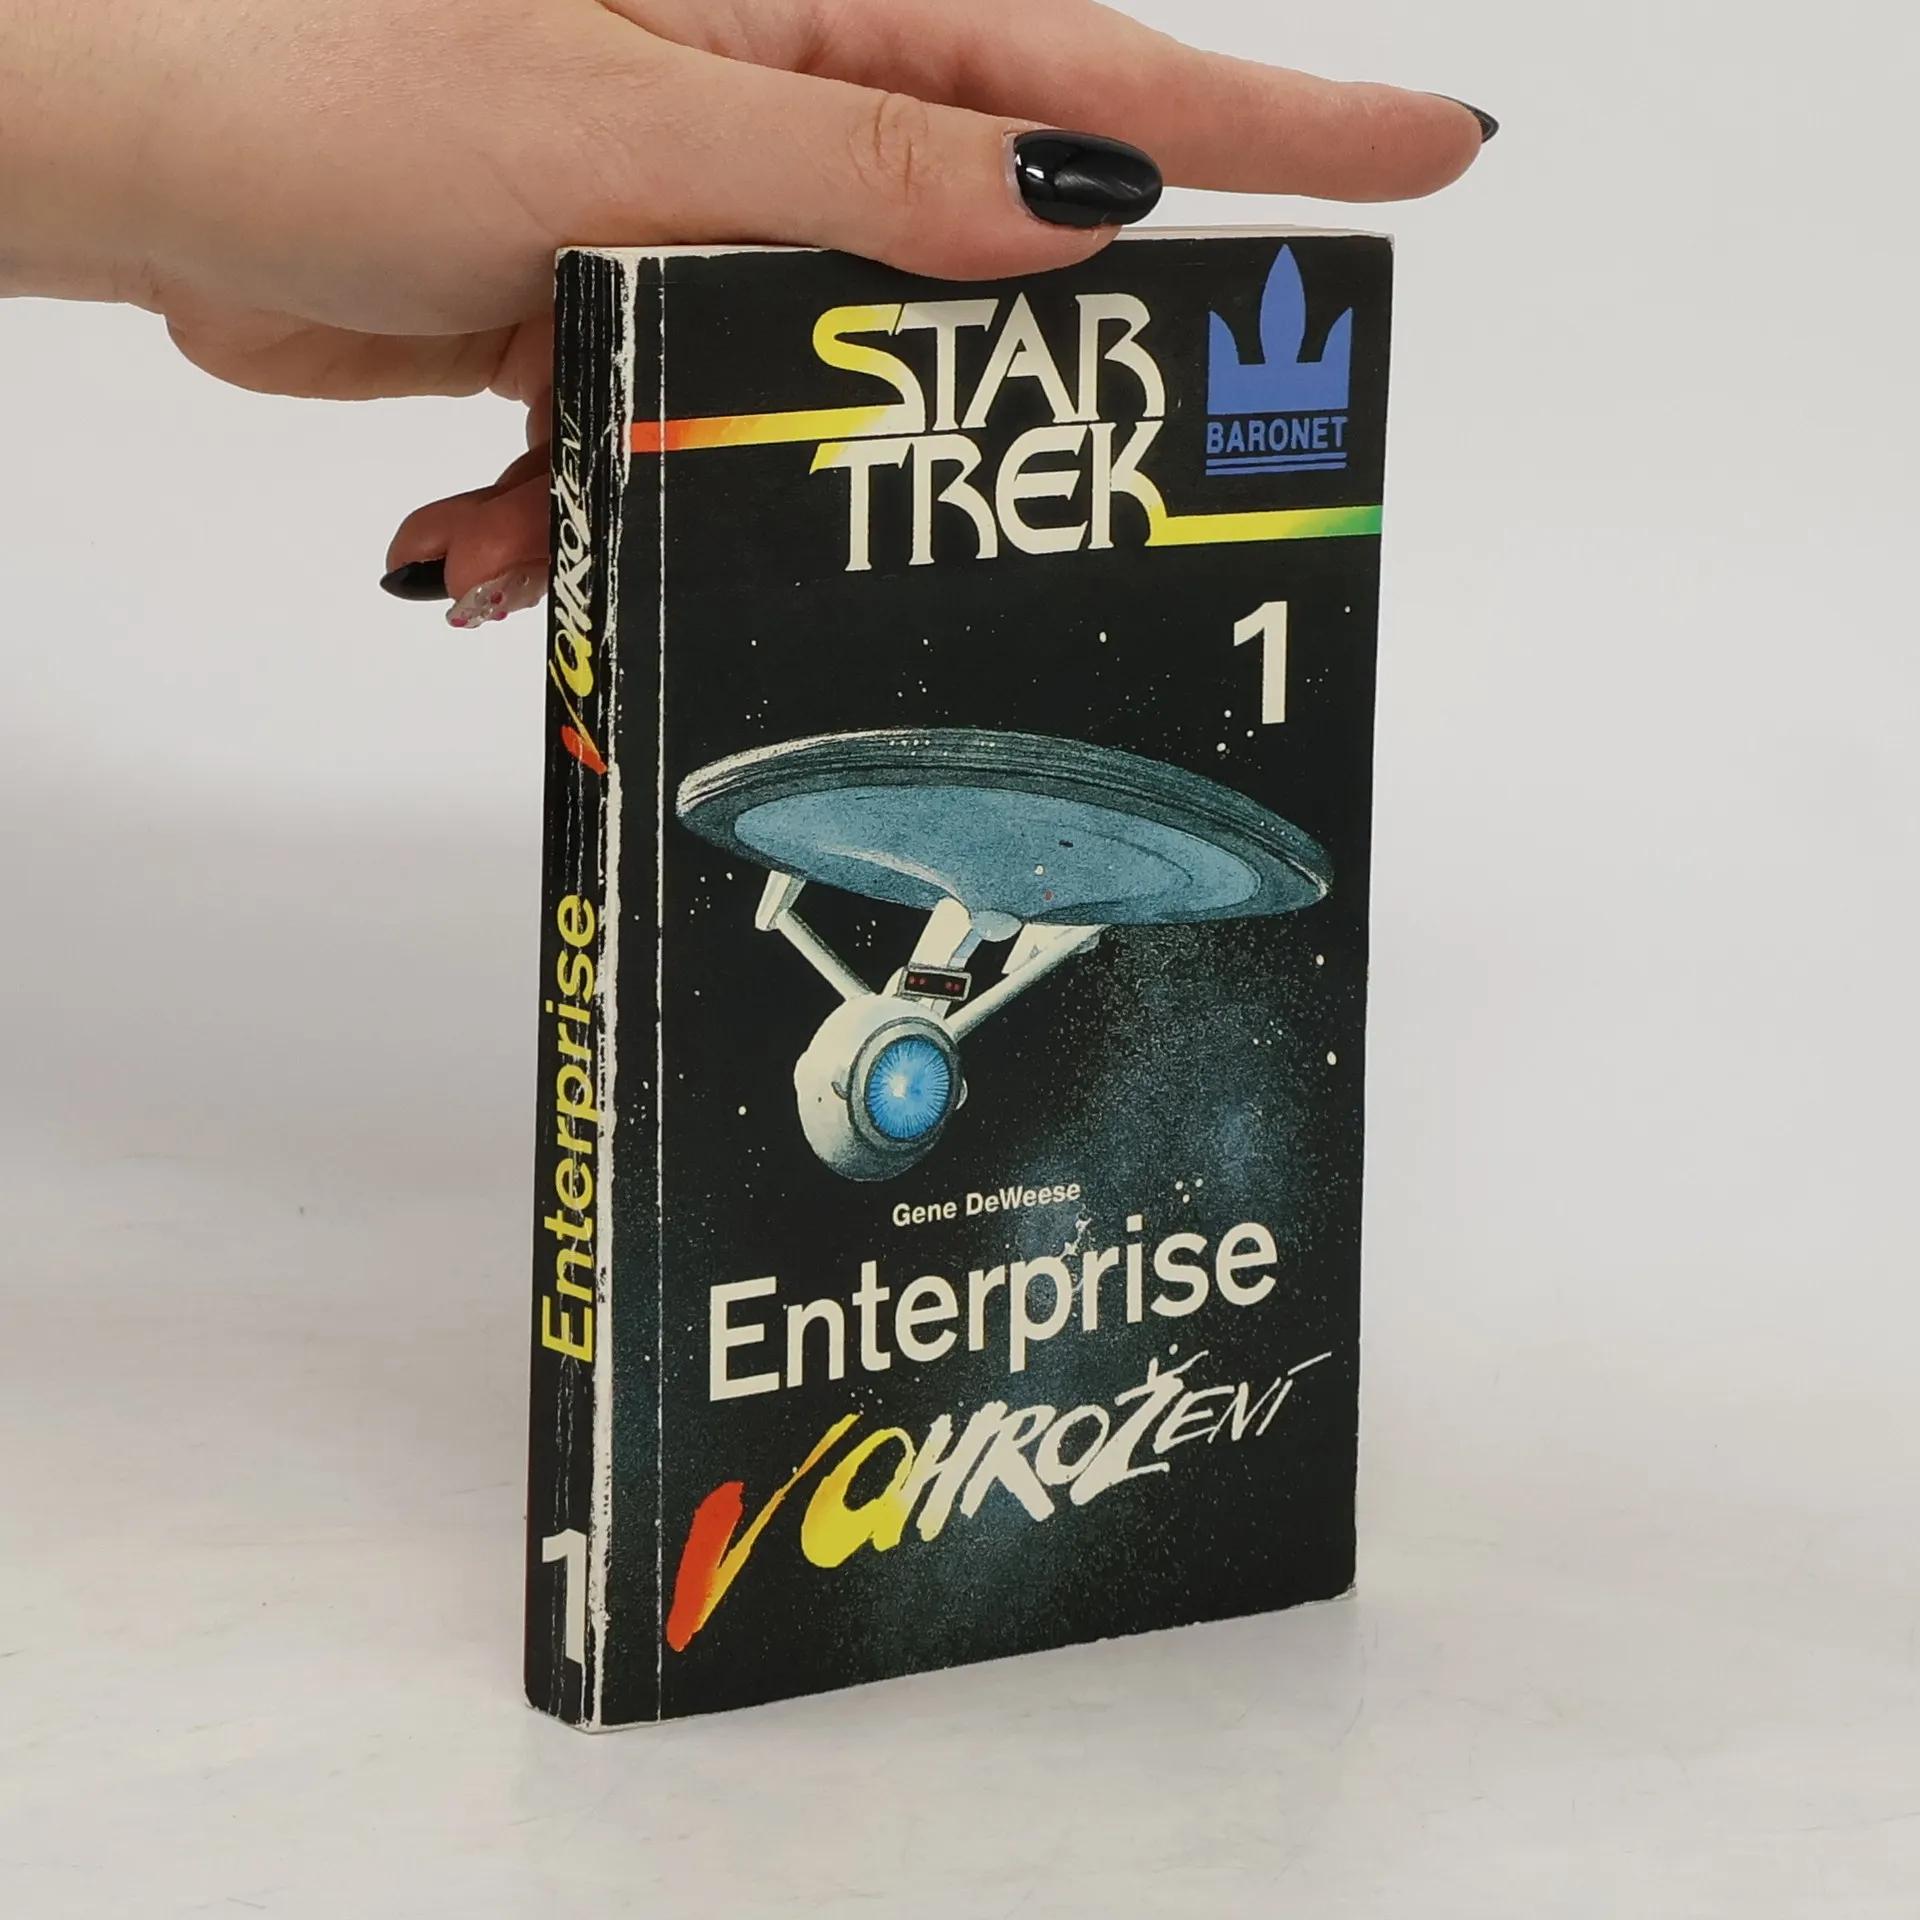 STAR
TREK
BARONET
1
Gene DeWeese
Enterprise
V OHROŽENÍ
Enterprise V OHROŽENÍ
1